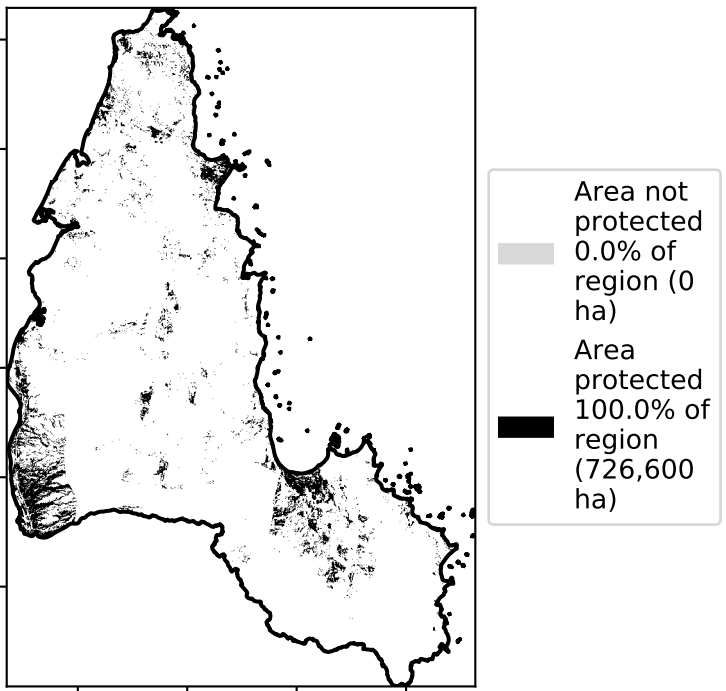 Area not
protected
0.0% of
region (0
ha)
Area
protected
100.0% of
region
(726,600
ha)